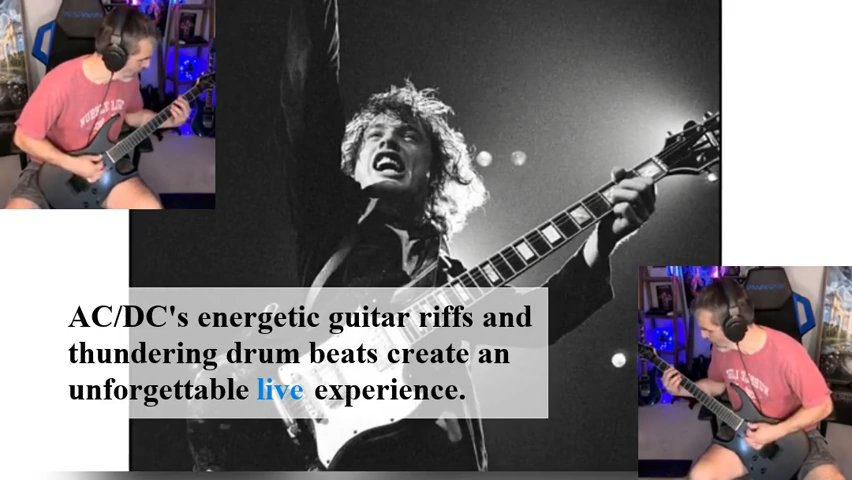 AC/DC's energetic guitar riffs and
thundering drum beats create an
unforgettable live experience.